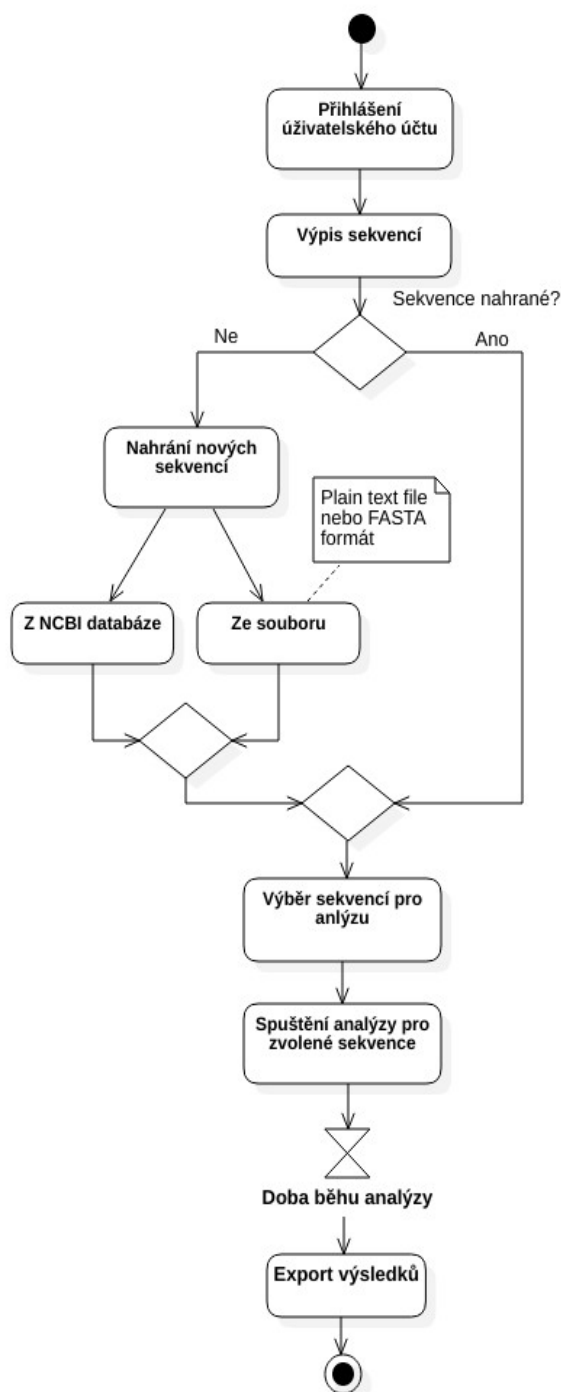 Přihlášení
úživatelského účtu
Výpis sekvencí
Sekvence nahrané?
Ne
Ano
Nahrání nových
sekvencí
Plain text file
nebo FASTA
formát
Z NCBI databáze
Ze souboru
Výběr sekvencí pro
anlýzu
Spuštění analýzy pro
zvolené sekvence
Doba běhu analýzy
Export výsledků